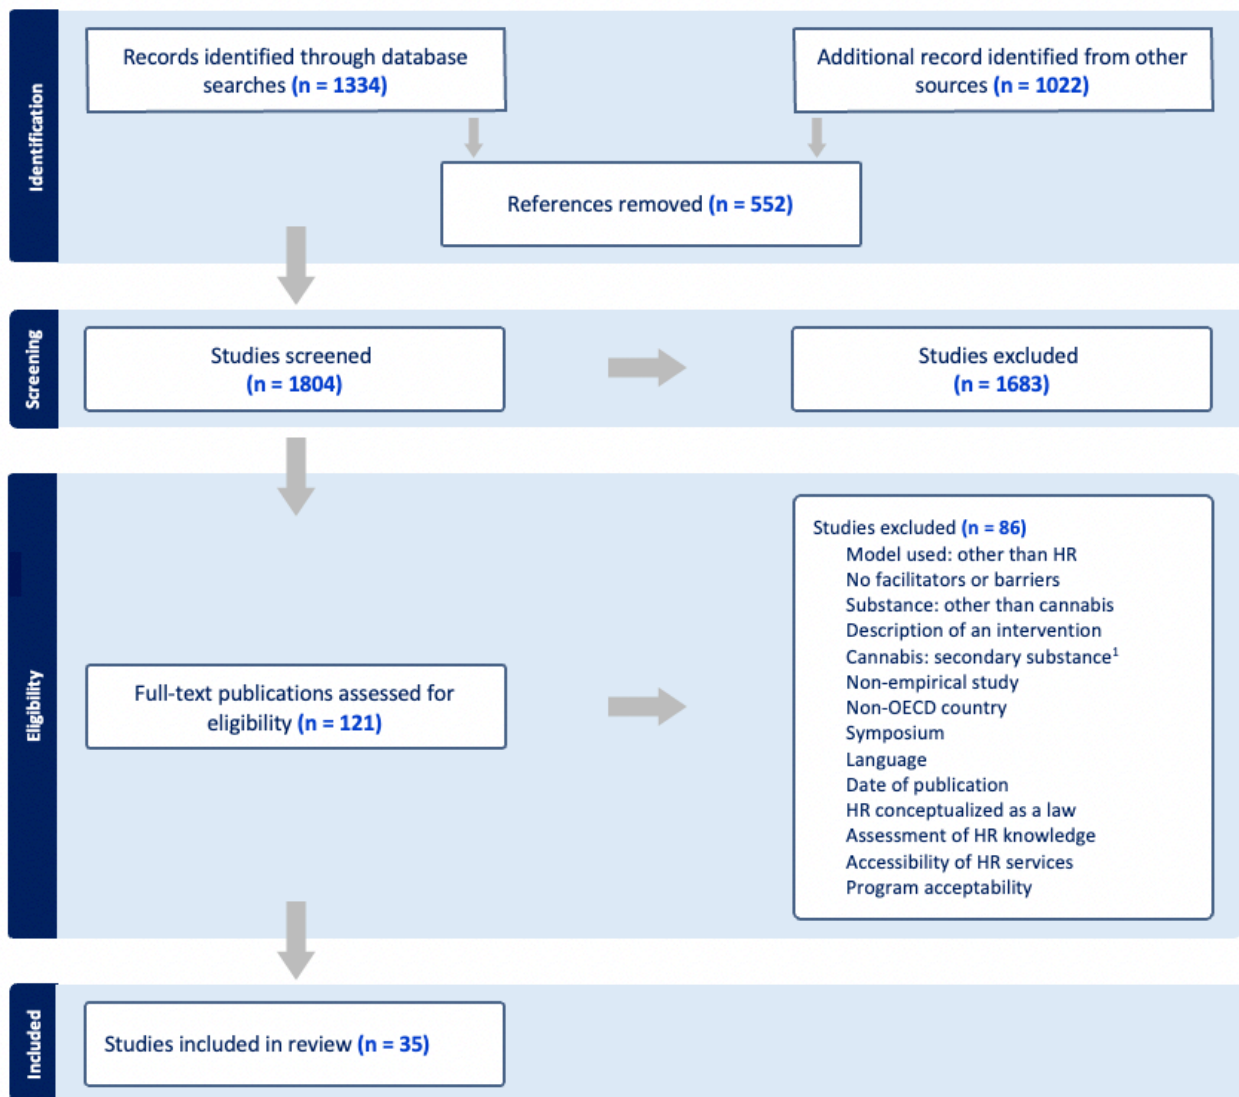 Identification
Records identified through database
searches (n = 1334)
Additional record identified from other
sources (n = 1022)
References removed (n = 552)
Screening
Studies screened
(n = 1804)
Studies excluded
(n = 1683)
Eligibility
Full-text publications assessed for
eligibility (n = 121)
Studies excluded (n = 86)
Model used: other than HR
No facilitators or barriers
Substance: other than cannabis
Description of an intervention
Cannabis: secondary substance¹
Non-empirical study
Non-OECD country
Symposium
Language
Date of publication
HR conceptualized as a law
Assessment of HR knowledge
Accessibility of HR services
Program acceptability
Included
Studies included in review (n = 35)